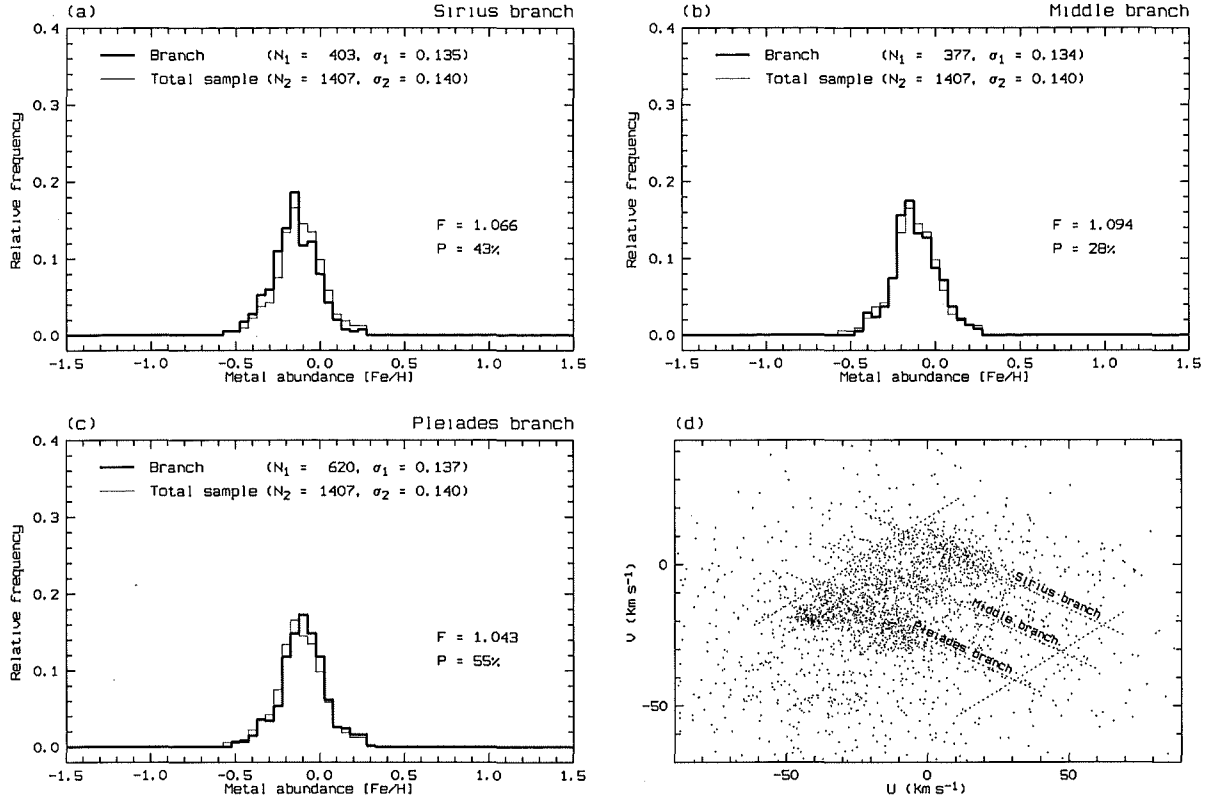 (a) Sirius branch
0.4
0.3
0.2
0.1
0.0
Relative frequency
Branch (N1 = 403, σ1 = 0.135)
Total sample (N2 = 1407, σ2 = 0.140)
F = 1.066
P = 43%
-1.5 -1.0 -0.5 0.0 0.5 1.0 1.5
Metal abundance [Fe/H]
(b) Middle branch
0.4
0.3
0.2
0.1
0.0
Relative frequency
Branch (N1 = 377, σ1 = 0.134)
Total sample (N2 = 1407, σ2 = 0.140)
F = 1.094
P = 28%
-1.5 -1.0 -0.5 0.0 0.5 1.0 1.5
Metal abundance [Fe/H]
(c) Pleiades branch
0.4
0.3
0.2
0.1
0.0
Relative frequency
Branch (N1 = 620, σ1 = 0.137)
Total sample (N2 = 1407, σ2 = 0.140)
F = 1.043
P = 55%
-1.5 -1.0 -0.5 0.0 0.5 1.0 1.5
Metal abundance [Fe/H]
(d)
0
-50
V (Km s-1)
Sirius branch
Middle branch
Pleiades branch
-50 0 50
U (Km s-1)